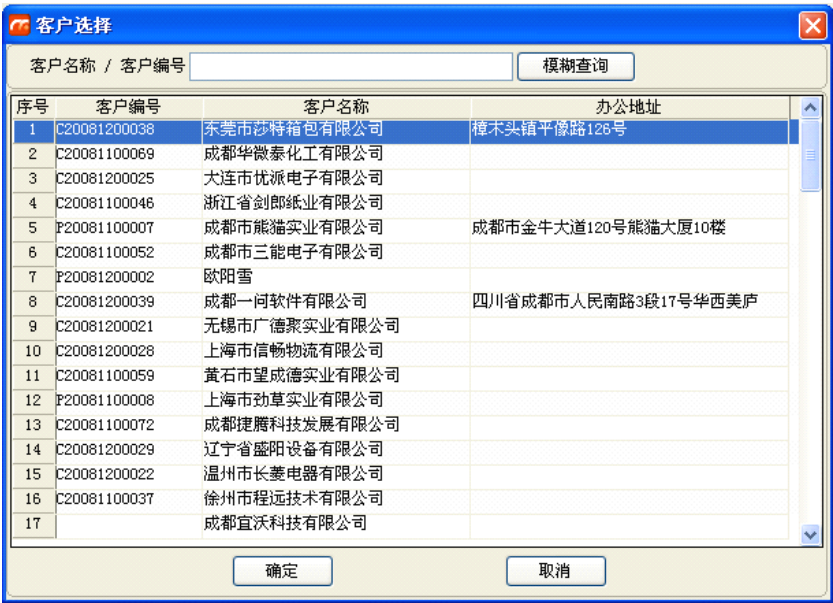 客户选择
客户名称 / 客户编号 模糊查询
序号 客户编号 客户名称 办公地址
1 C20081200038 东莞市莎特箱包有限公司 樟木头镇平像路126号
2 C20081100069 成都华微泰化工有限公司
3 C20081200025 大连市优派电子有限公司
4 C20081100046 浙江省剑郎纸业有限公司
5 P20081100007 成都市熊猫实业有限公司 成都市金牛大道120号熊猫大厦10楼
6 C20081100052 成都市三能电子有限公司
7 P20081200002 欧阳雪
8 C20081200039 成都一问软件有限公司 四川省成都市人民南路3段17号华西美庐
9 C20081200021 无锡市广德聚实业有限公司
10 C20081200028 上海市信畅物流有限公司
11 C20081100059 黄石市望成德实业有限公司
12 P20081100008 上海市劲草实业有限公司
13 C20081100072 成都捷腾科技发展有限公司
14 C20081200029 辽宁省盛阳设备有限公司
15 C20081200022 温州市长菱电器有限公司
16 C20081100037 徐州市程远技术有限公司
17 成都宜沃科技有限公司
确定 取消